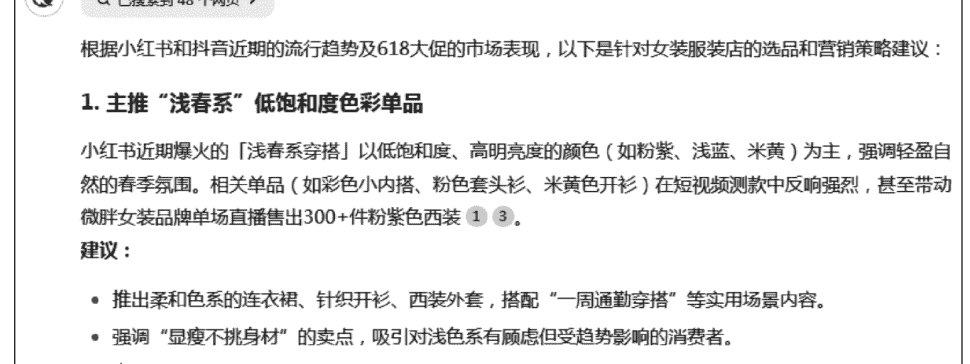 已搜索到 48 个网页 >
根据小红书和抖音近期的流行趋势及618大促的市场表现，以下是针对女装服装店的选品和营销策略建议：
1. 主推“浅春系”低饱和度色彩单品
小红书近期爆火的「浅春系穿搭」以低饱和度、高明亮度的颜色（如粉紫、浅蓝、米黄）为主，强调轻盈自
然的春季氛围。相关单品（如彩色小内搭、粉色套头衫、米黄色开衫）在短视频测款中反响强烈，甚至带动
微胖女装品牌单场直播售出300+件粉紫色西装 1 3 。
建议：
• 推出柔和色系的连衣裙、针织开衫、西装外套，搭配“一周通勤穿搭”等实用场景内容。
• 强调“显瘦不挑身材”的卖点，吸引对浅色系有顾虑但受趋势影响的消费者。